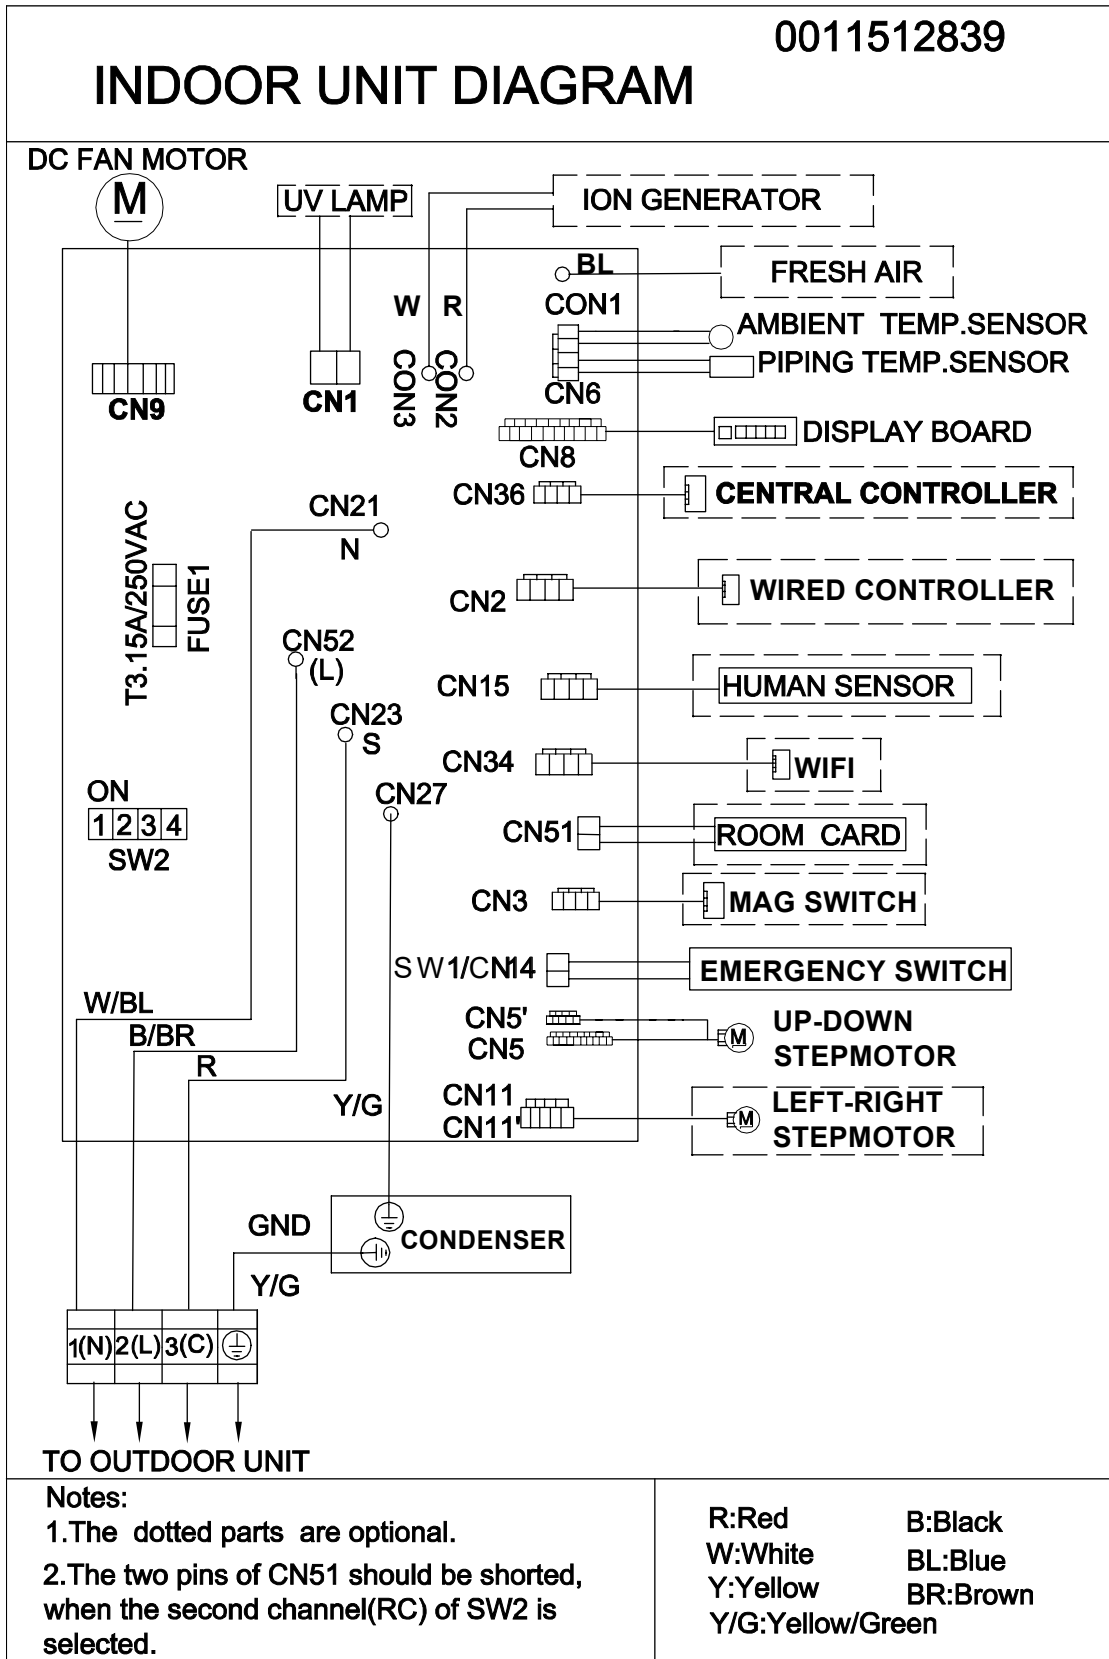 0011512839
INDOOR UNIT DIAGRAM
DC FAN MOTOR
M
UV LAMP
ION GENERATOR
BL
FRESH AIR
W R
CON1
AMBIENT TEMP.SENSOR
PIPING TEMP.SENSOR
CON3
CON2
CN9
CN1
CN6
DISPLAY BOARD
CN8
CN36
CENTRAL CONTROLLER
CN21
N
T3.15A/250VAC
FUSE1
CN2
WIRED CONTROLLER
CN52
(L)
CN15
HUMAN SENSOR
CN23
S
CN34
WIFI
ON
1 2 3 4
SW2
CN27
CN51
ROOM CARD
CN3
MAG SWITCH
SW1/CN14
EMERGENCY SWITCH
W/BL
B/BR
R
Y/G
CN5'
CN5
M
UP-DOWN
STEPMOTOR
CN11
CN11'
M
LEFT-RIGHT
STEPMOTOR
GND
CONDENSER
Y/G
1(N) 2(L) 3(C)
TO OUTDOOR UNIT
Notes:
1.The dotted parts are optional.
2.The two pins of CN51 should be shorted,
when the second channel(RC) of SW2 is
selected.
R:Red B:Black
W:White BL:Blue
Y:Yellow BR:Brown
Y/G:Yellow/Green